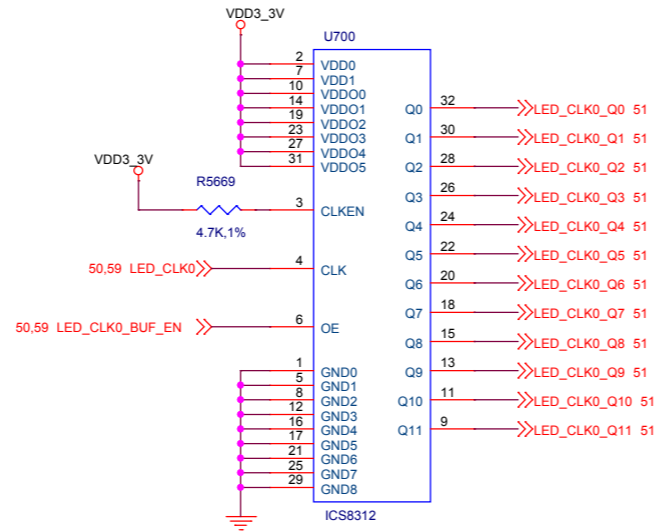 VDD3_3V
U700
2 VDD0
7 VDD1
10 VDDO0
14 VDDO1
19 VDDO2
23 VDDO3
27 VDDO4
31 VDDO5
32 Q0 LED_CLK0_Q0 51
30 Q1 LED_CLK0_Q1 51
28 Q2 LED_CLK0_Q2 51
26 Q3 LED_CLK0_Q3 51
24 Q4 LED_CLK0_Q4 51
22 Q5 LED_CLK0_Q5 51
20 Q6 LED_CLK0_Q6 51
18 Q7 LED_CLK0_Q7 51
15 Q8 LED_CLK0_Q8 51
13 Q9 LED_CLK0_Q9 51
11 Q10 LED_CLK0_Q10 51
9 Q11 LED_CLK0_Q11 51
VDD3_3V
R5669
4.7K,1%
3 CLKEN
50,59 LED_CLK0 4 CLK
50,59 LED_CLK0_BUF_EN 6 OE
1 GND0
5 GND1
8 GND2
12 GND3
16 GND4
17 GND5
21 GND6
25 GND7
29 GND8
ICS8312